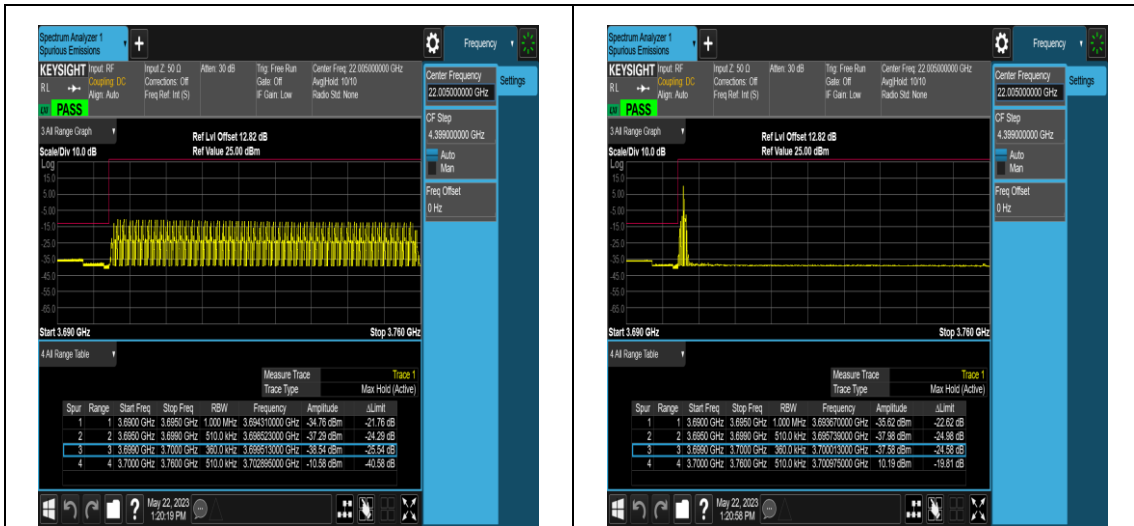 Spectrum Analyzer 1
Spurious Emissions
Frequency
KEYSIGHT
RL
Input: RF
Coupling: DC
Align: Auto
Input Z: 50 Ω
Corrections: Off
Freq Ref: Int (S)
Atten: 30 dB
Trig: Free Run
Gate: Off
IF Gain: Low
Center Freq: 22.005000000 GHz
Avg|Hold: 10/10
Radio Std: None
PASS
Center Frequency
22.005000000 GHz
Settings
CF Step
4.399000000 GHz
Auto
Man
Freq Offset
0 Hz
3 All Range Graph
Ref Lvl Offset 12.82 dB
Scale/Div 10.0 dB
Ref Value 25.00 dBm
Log
15.0
5.00
-5.00
-15.0
-25.0
-35.0
-45.0
-55.0
-65.0
Start 3.690 GHz
Stop 3.760 GHz
4 All Range Table
Measure Trace Trace 1
Trace Type Max Hold (Active)
Spur Range Start Freq Stop Freq RBW Frequency Amplitude ΔLimit
1 1 3.6900 GHz 3.6950 GHz 1.000 MHz 3.694310000 GHz -34.76 dBm -21.76 dB
2 2 3.6950 GHz 3.6990 GHz 510.0 kHz 3.698523000 GHz -37.29 dBm -24.29 dB
3 3 3.6990 GHz 3.7000 GHz 360.0 kHz 3.699513000 GHz -38.54 dBm -25.54 dB
4 4 3.7000 GHz 3.7600 GHz 510.0 kHz 3.702895000 GHz -10.58 dBm -40.58 dB
May 22, 2023
1:20:19 PM
Spectrum Analyzer 1
Spurious Emissions
Frequency
KEYSIGHT
RL
Input: RF
Coupling: DC
Align: Auto
Input Z: 50 Ω
Corrections: Off
Freq Ref: Int (S)
Atten: 30 dB
Trig: Free Run
Gate: Off
IF Gain: Low
Center Freq: 22.005000000 GHz
Avg|Hold: 10/10
Radio Std: None
PASS
Center Frequency
22.005000000 GHz
Settings
CF Step
4.399000000 GHz
Auto
Man
Freq Offset
0 Hz
3 All Range Graph
Ref Lvl Offset 12.82 dB
Scale/Div 10.0 dB
Ref Value 25.00 dBm
Log
15.0
5.00
-5.00
-15.0
-25.0
-35.0
-45.0
-55.0
-65.0
Start 3.690 GHz
Stop 3.760 GHz
4 All Range Table
Measure Trace Trace 1
Trace Type Max Hold (Active)
Spur Range Start Freq Stop Freq RBW Frequency Amplitude ΔLimit
1 1 3.6900 GHz 3.6950 GHz 1.000 MHz 3.693670000 GHz -35.62 dBm -22.62 dB
2 2 3.6950 GHz 3.6990 GHz 510.0 kHz 3.695739000 GHz -37.98 dBm -24.98 dB
3 3 3.6990 GHz 3.7000 GHz 360.0 kHz 3.700013000 GHz -37.58 dBm -24.58 dB
4 4 3.7000 GHz 3.7600 GHz 510.0 kHz 3.700975000 GHz 10.19 dBm -19.81 dB
May 22, 2023
1:20:58 PM